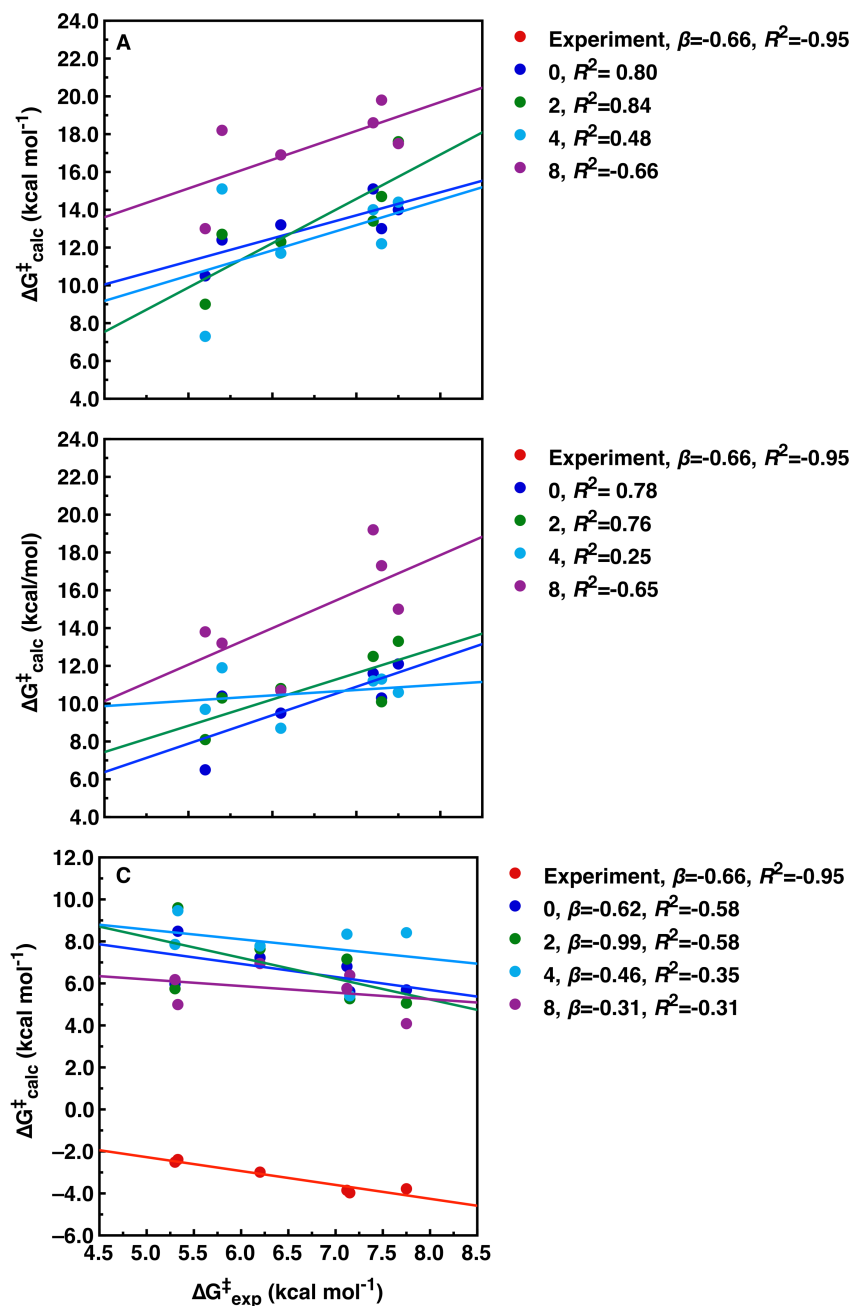 A
24.0
22.0
20.0
18.0
16.0
14.0
12.0
10.0
8.0
6.0
4.0
ΔG‡calc (kcal mol⁻¹)
Experiment, β=-0.66, R²=-0.95
0, R²= 0.80
2, R²=0.84
4, R²=0.48
8, R²=-0.66
24.0
22.0
20.0
18.0
16.0
14.0
12.0
10.0
8.0
6.0
4.0
ΔG‡calc (kcal/mol)
Experiment, β=-0.66, R²=-0.95
0, R²= 0.78
2, R²=0.76
4, R²=0.25
8, R²=-0.65
C
12.0
10.0
8.0
6.0
4.0
2.0
0.0
−2.0
−4.0
−6.0
ΔG‡calc (kcal mol⁻¹)
Experiment, β=-0.66, R²=-0.95
0, β=-0.62, R²=-0.58
2, β=-0.99, R²=-0.58
4, β=-0.46, R²=-0.35
8, β=-0.31, R²=-0.31
4.5 5.0 5.5 6.0 6.5 7.0 7.5 8.0 8.5
ΔG‡exp (kcal mol⁻¹)